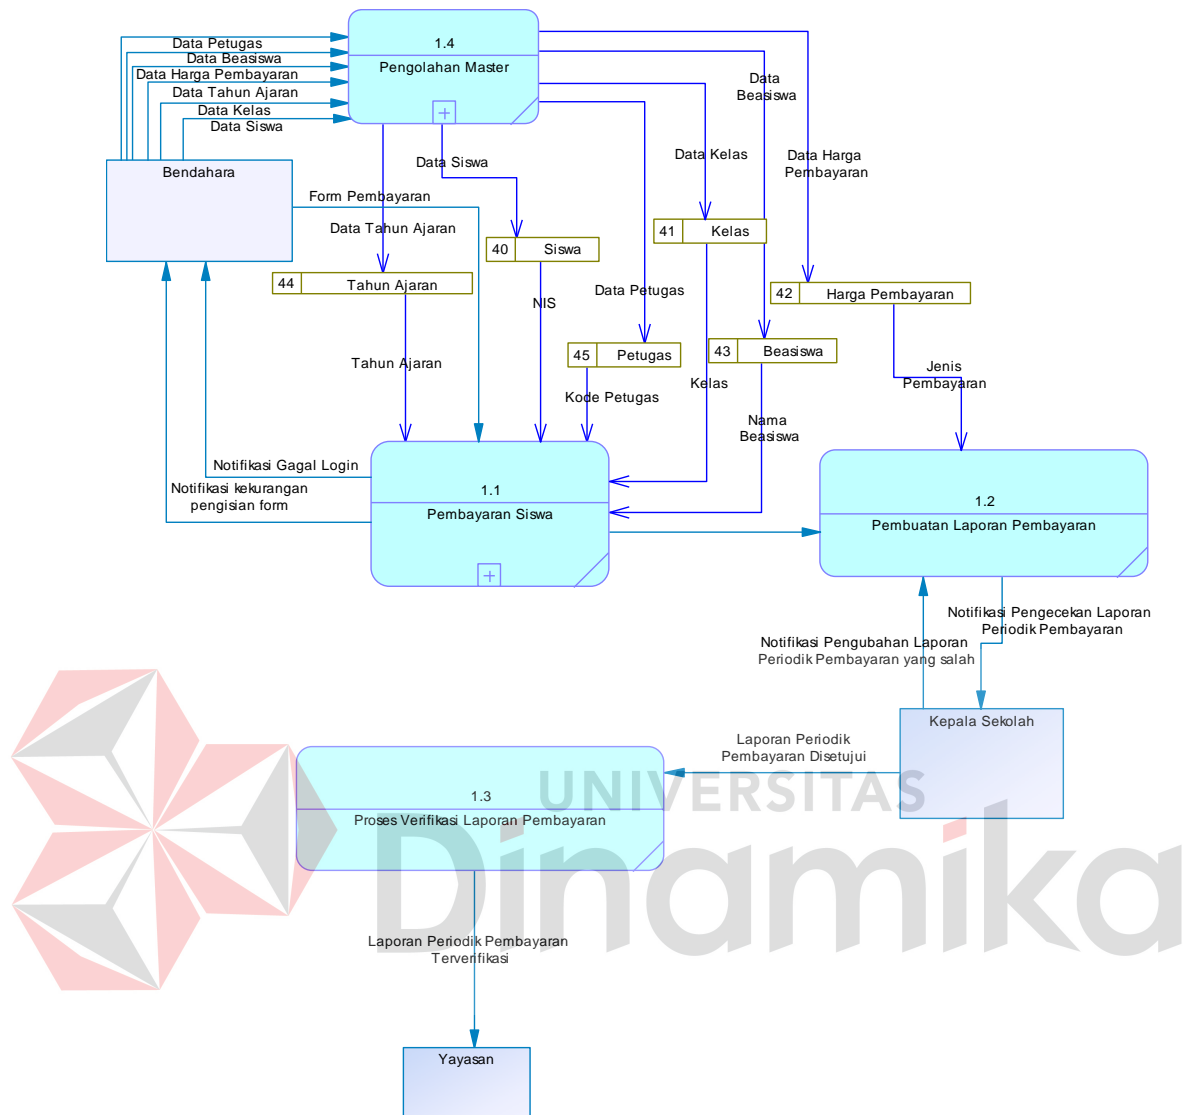 1.4
Pengolahan Master
Data Petugas
Data Beasiswa
Data Harga Pembayaran
Data Tahun Ajaran
Data Kelas
Data Siswa
Bendahara
Form Pembayaran
Data Tahun Ajaran
Data Siswa
Data Kelas
Data
Beasiswa
Data Harga
Pembayaran
40 Siswa
41 Kelas
44 Tahun Ajaran
42 Harga Pembayaran
Data Petugas
NIS
45 Petugas
43 Beasiswa
Tahun Ajaran
Kode Petugas
Kelas
Jenis
Pembayaran
Nama
Beasiswa
Notifikasi Gagal Login
Notifikasi kekurangan
pengisian form
1.1
Pembayaran Siswa
1.2
Pembuatan Laporan Pembayaran
Notifikasi Pengecekan Laporan
Periodik Pembayaran
Notifikasi Pengubahan Laporan
Periodik Pembayaran yang salah
Kepala Sekolah
Laporan Periodik
Pembayaran Disetujui
1.3
Proses Verifikasi Laporan Pembayaran
UNIVERSITAS
Dinamika
Laporan Periodik Pembayaran
Terverifikasi
Yayasan